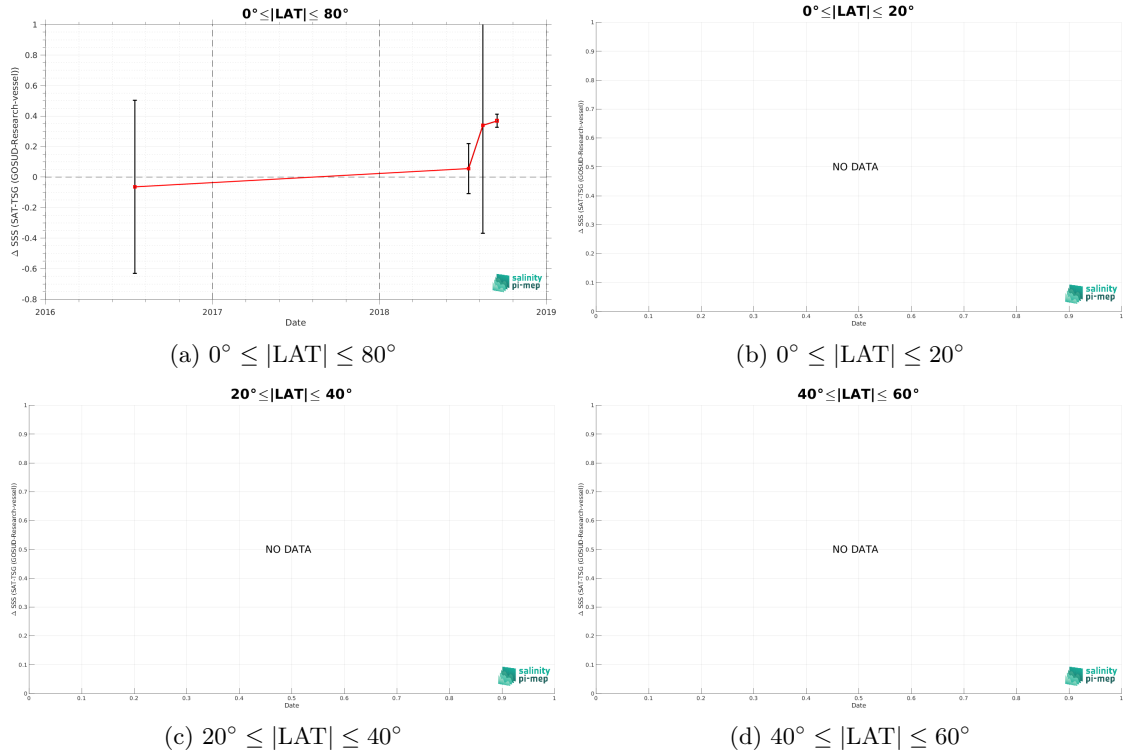 0°≤|LAT|≤ 80°
1
0.8
0.6
0.4
0.2
0
-0.2
-0.4
-0.6
-0.8
Δ SSS (SAT-TSG (GOSUD-Research-vessel))
2016
2017
2018
2019
Date
salinity
pi-mep
(a) 0° ≤ |LAT| ≤ 80°
0°≤|LAT|≤ 20°
1
0.9
0.8
0.7
0.6
0.5
0.4
0.3
0.2
0.1
0
Δ SSS (SAT-TSG (GOSUD-Research-vessel))
NO DATA
0 0.1 0.2 0.3 0.4 0.5 0.6 0.7 0.8 0.9 1
Date
salinity
pi-mep
(b) 0° ≤ |LAT| ≤ 20°
20°≤|LAT|≤ 40°
1
0.9
0.8
0.7
0.6
0.5
0.4
0.3
0.2
0.1
0
Δ SSS (SAT-TSG (GOSUD-Research-vessel))
NO DATA
0 0.1 0.2 0.3 0.4 0.5 0.6 0.7 0.8 0.9 1
Date
salinity
pi-mep
(c) 20° ≤ |LAT| ≤ 40°
40°≤|LAT|≤ 60°
1
0.9
0.8
0.7
0.6
0.5
0.4
0.3
0.2
0.1
0
Δ SSS (SAT-TSG (GOSUD-Research-vessel))
NO DATA
0 0.1 0.2 0.3 0.4 0.5 0.6 0.7 0.8 0.9 1
Date
salinity
pi-mep
(d) 40° ≤ |LAT| ≤ 60°